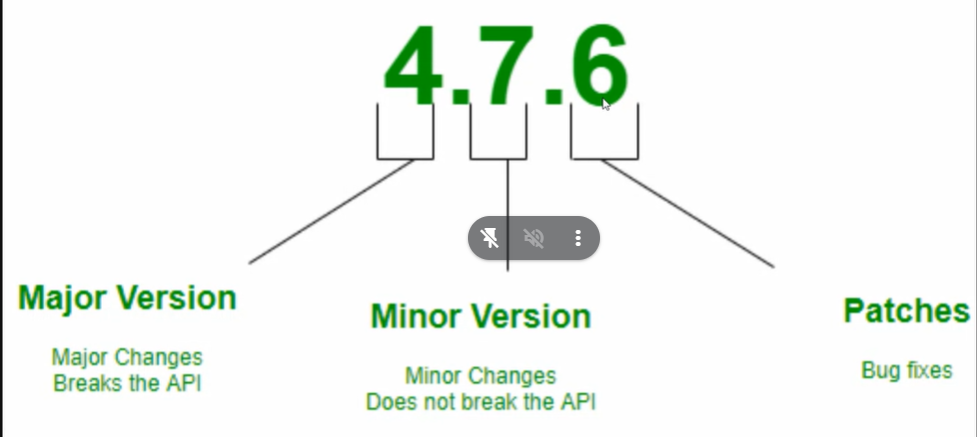 4.7.6
Major Version
Major Changes
Breaks the API
Minor Version
Minor Changes
Does not break the API
Patches
Bug fixes